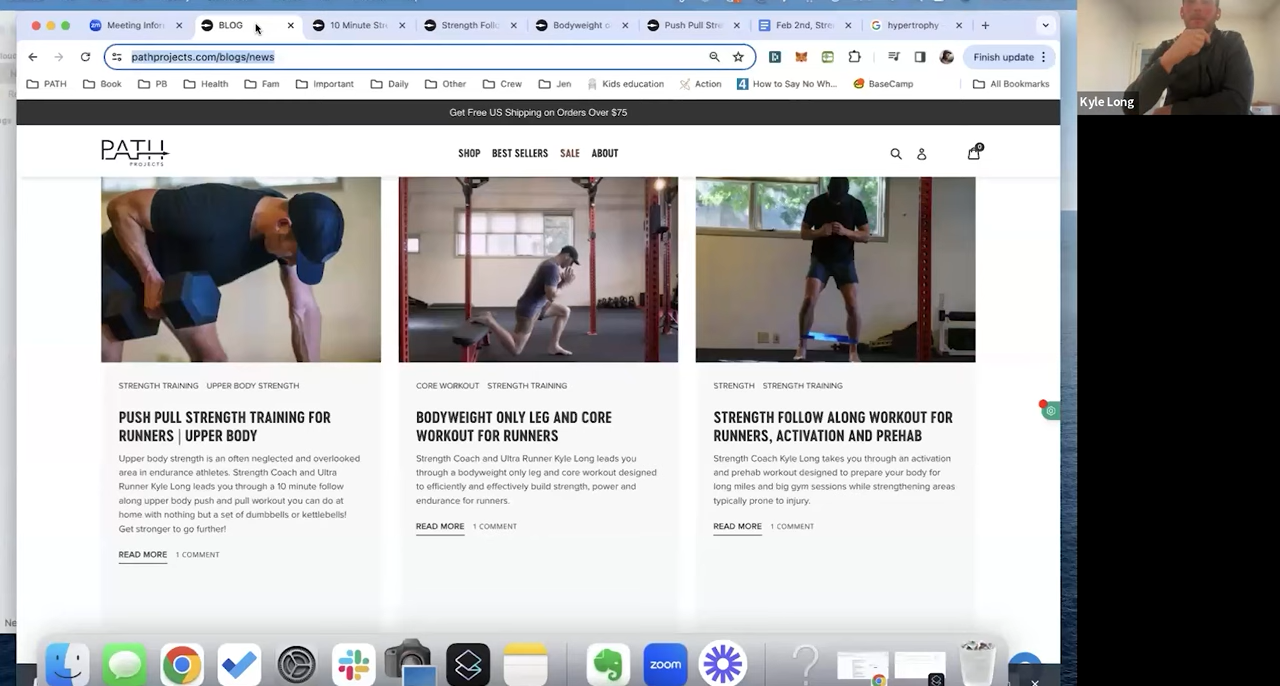 Meeting Infor
BLOG
10 Minute Str
Strength Follo
Bodyweight o
Push Pull Stre
Feb 2nd, Stre
hypertrophy
pathprojects.com/blogs/news
Finish update
PATH
Book
PB
Health
Fam
Important
Daily
Other
Crew
Jen
Kids education
Action
How to Say No Wh...
BaseCamp
All Bookmarks
Kyle Long
Get Free US Shipping on Orders Over $75
PATH
PROJECTS
SHOP
BEST SELLERS
SALE
ABOUT
0
STRENGTH TRAINING UPPER BODY STRENGTH
PUSH PULL STRENGTH TRAINING FOR
RUNNERS | UPPER BODY
Upper body strength is an often neglected and overlooked
area in endurance athletes. Strength Coach and Ultra
Runner Kyle Long leads you through a 10 minute follow
along upper body push and pull workout you can do at
home with nothing but a set of dumbbells or kettlebells!
Get stronger to go further!
READ MORE 1 COMMENT
CORE WORKOUT STRENGTH TRAINING
BODYWEIGHT ONLY LEG AND CORE
WORKOUT FOR RUNNERS
Strength Coach and Ultra Runner Kyle Long leads you
through a bodyweight only leg and core workout designed
to efficiently and effectively build strength, power and
endurance for runners.
READ MORE 1 COMMENT
STRENGTH STRENGTH TRAINING
STRENGTH FOLLOW ALONG WORKOUT FOR
RUNNERS, ACTIVATION AND PREHAB
Strength Coach Kyle Long takes you through an activation
and prehab workout designed to prepare your body for
long miles and big gym sessions while strengthening areas
typically prone to injury.
READ MORE 1 COMMENT
Ne
zoom